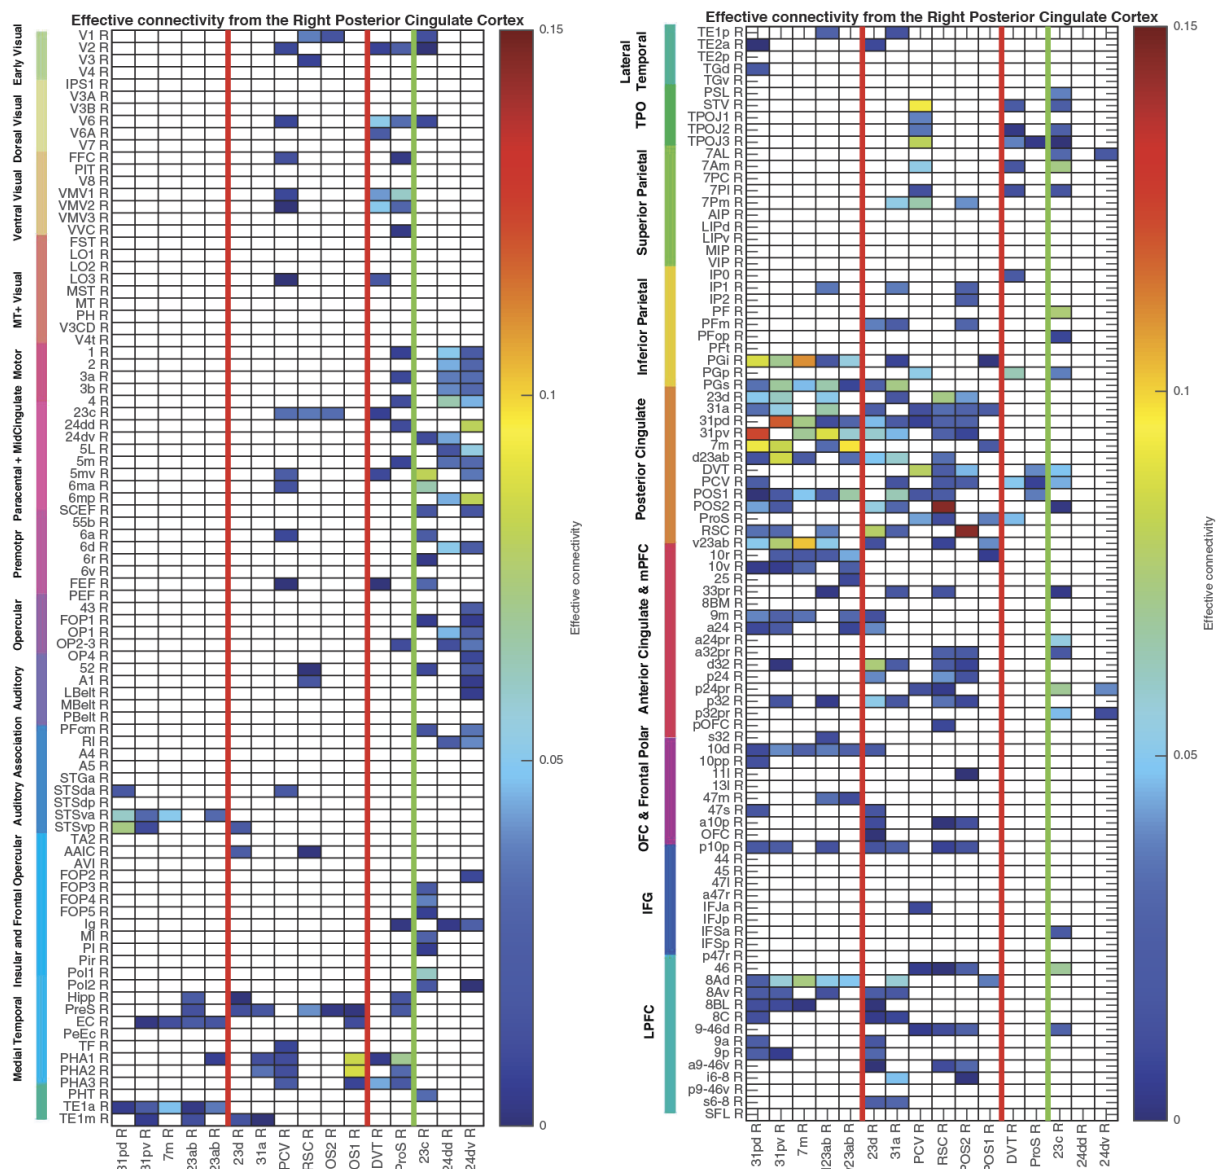 Effective connectivity from the Right Posterior Cingulate Cortex
Early Visual
Dorsal Visual
Ventral Visual
MT+ Visual
Paracental + MidCingulate Motor
Premotpr
Opercular
Auditory
Auditory Association
Insular and Frontal Opercular
Medial Temporal
V1 R
V2 R
V3 R
V4 R
IPS1 R
V3A R
V3B R
V6 R
V6A R
V7 R
FFC R
PIT R
V8 R
VMV1 R
VMV2 R
VMV3 R
VVC R
FST R
LO1 R
LO2 R
LO3 R
MST R
MT R
PH R
V3CD R
V4t R
1 R
2 R
3a R
3b R
4 R
23c R
24dd R
24dv R
5L R
5m R
5mv R
6ma R
6mp R
SCEF R
55b R
6a R
6d R
6r R
6v R
FEF R
PEF R
43 R
FOP1 R
OP1 R
OP2-3 R
OP4 R
52 R
A1 R
LBelt R
MBelt R
PBelt R
PFcm R
RI R
A4 R
A5 R
STGa R
STSda R
STSdp R
STSva R
STSvp R
TA2 R
AAIC R
AVI R
FOP2 R
FOP3 R
FOP4 R
FOP5 R
Ig R
MI R
PI R
Pir R
PoI1 R
PoI2 R
Hipp R
PreS R
EC R
PeEc R
TF R
PHA1 R
PHA2 R
PHA3 R
PHT R
TE1a R
TE1m R
31pd R
31pv R
7m R
23ab R
23ab R
23d R
31a R
PCV R
RSC R
OS2 R
OS1 R
DVT R
ProS R
23c R
24dd R
24dv R
0.15
0.1
0.05
0
Effective connectivity
Effective connectivity from the Right Posterior Cingulate Cortex
Lateral
Temporal
TPO
Superior Parietal
Inferior Parietal
Posterior Cingulate
Anterior Cingulate & mPFC
OFC & Frontal Polar
IFG
LPFC
TE1p R
TE2a R
TE2p R
TGd R
TGv R
PSL R
STV R
TPOJ1 R
TPOJ2 R
TPOJ3 R
7AL R
7Am R
7PC R
7Pl R
7Pm R
AIP R
LIPd R
LIPv R
MIP R
VIP R
IP0 R
IP1 R
IP2 R
PF R
PFm R
PFop R
PFt R
PGi R
PGp R
PGs R
23d R
31a R
31pd R
31pv R
7m R
d23ab R
DVT R
PCV R
POS1 R
POS2 R
ProS R
RSC R
v23ab R
10r R
10v R
25 R
33pr R
8BM R
9m R
a24 R
a24pr R
a32pr R
d32 R
p24 R
p24pr R
p32 R
p32pr R
pOFC R
s32 R
10d R
10pp R
11l R
13l R
47m R
47s R
a10p R
OFC R
p10p R
44 R
45 R
47l R
a47r R
IFJa R
IFJp R
IFSa R
IFSp R
p47r R
46 R
8Ad R
8Av R
8BL R
8C R
9-46d R
9a R
9p R
a9-46v R
i6-8 R
p9-46v R
s6-8 R
SFL R
31pd R
31pv R
7m R
d23ab R
23ab R
23d R
31a R
PCV R
RSC R
POS2 R
POS1 R
DVT R
ProS R
23c R
24dd R
24dv R
0.15
0.1
0.05
0
Effective connectivity